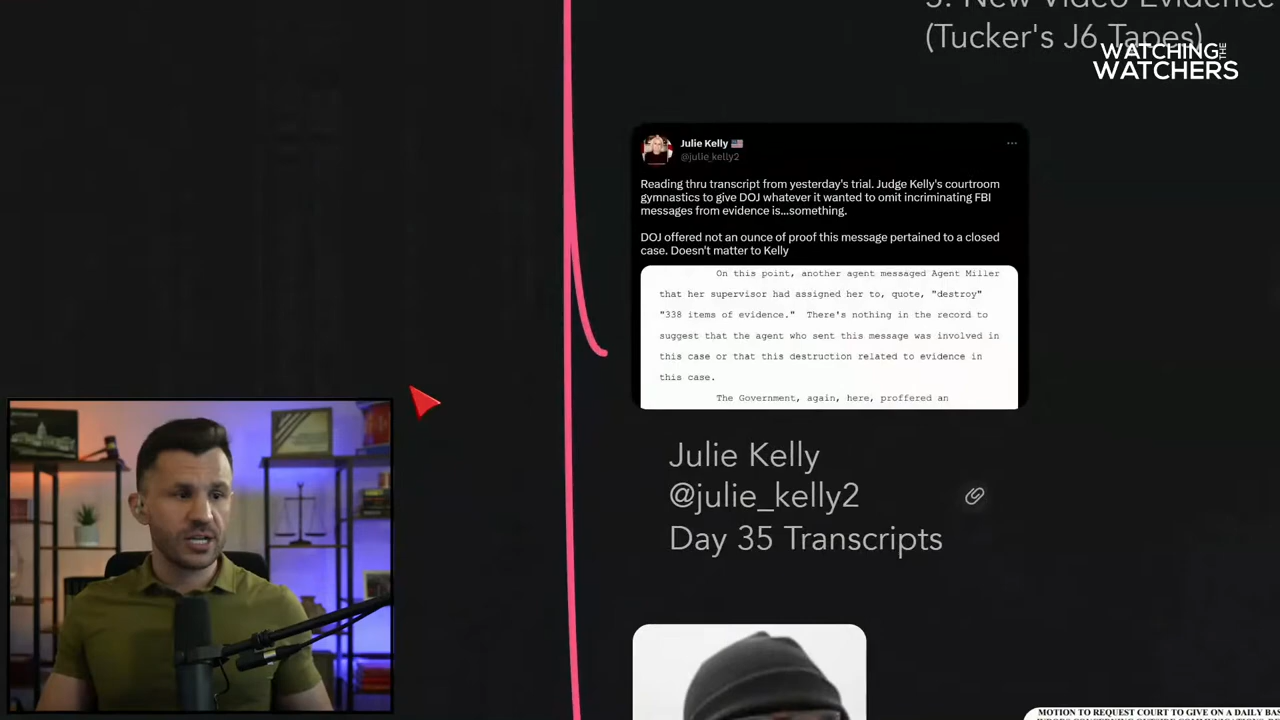 3. New Video Evidence
(Tucker's J6 Tapes)
WATCHING THE
WATCHERS
Julie Kelly
@julie_kelly2
Reading thru transcript from yesterday's trial. Judge Kelly's courtroom
gymnastics to give DOJ whatever it wanted to omit incriminating FBI
messages from evidence is...something.
DOJ offered not an ounce of proof this message pertained to a closed
case. Doesn't matter to Kelly
On this point, another agent messaged Agent Miller
that her supervisor had assigned her to, quote, "destroy"
"338 items of evidence." There's nothing in the record to
suggest that the agent who sent this message was involved in
this case or that this destruction related to evidence in
this case.
The Government, again, here, proffered an
Julie Kelly
@julie_kelly2
Day 35 Transcripts
MOTION TO REQUEST COURT TO GIVE ON A DAILY BAS